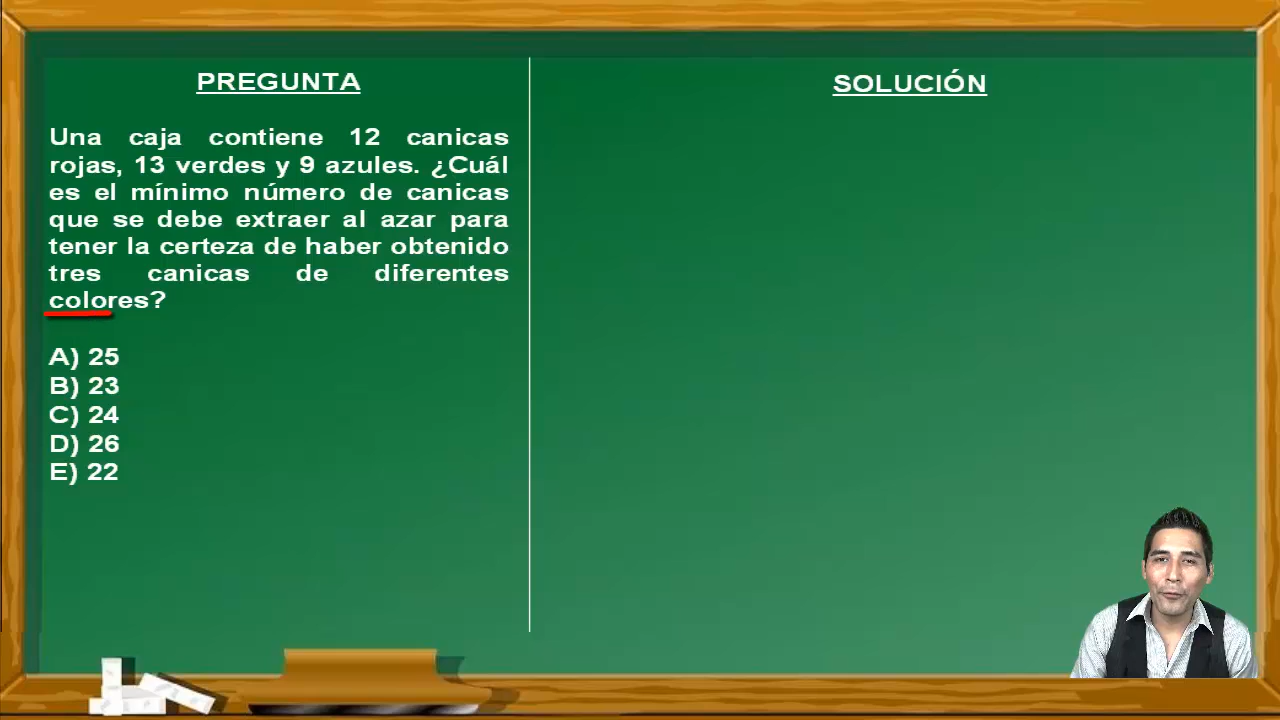 PREGUNTA
Una caja contiene 12 canicas
rojas, 13 verdes y 9 azules. ¿Cuál
es el mínimo número de canicas
que se debe extraer al azar para
tener la certeza de haber obtenido
tres canicas de diferentes
colores?
A) 25
B) 23
C) 24
D) 26
E) 22
SOLUCIÓN